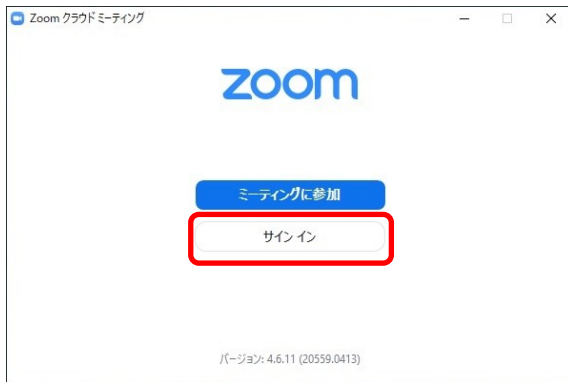 Zoom クラウド ミーティング
zoom
ミーティングに参加
サイン イン
バージョン: 4.6.11 (20559.0413)